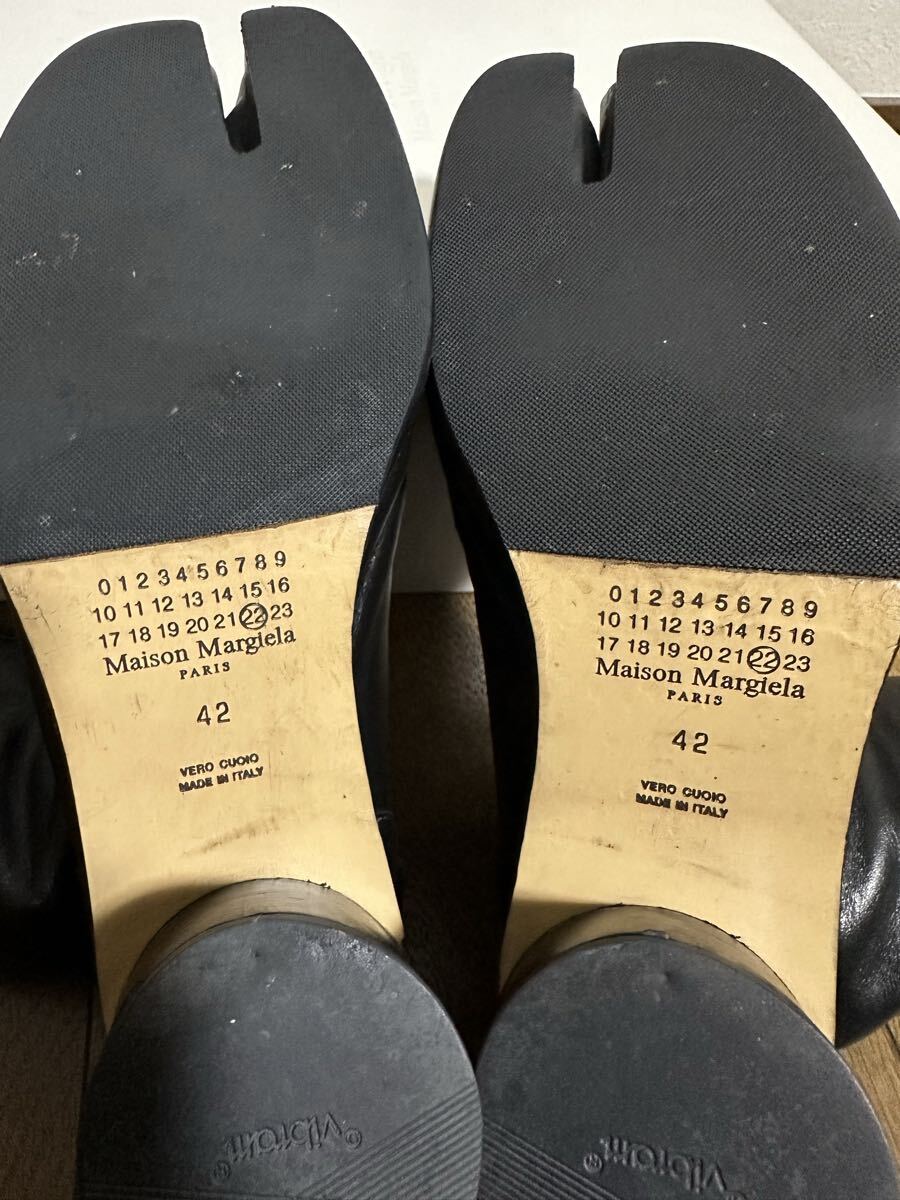 0 1 2 3 4 5 6 7 8 9
10 11 12 13 14 15 16
17 18 19 20 21 22 23
Maison Margiela
PARIS
42
VERO CUOIO
MADE IN ITALY
vibram ©
0 1 2 3 4 5 6 7 8 9
10 11 12 13 14 15 16
17 18 19 20 21 22 23
Maison Margiela
PARIS
42
VERO CUOIO
MADE IN ITALY
vibram ®